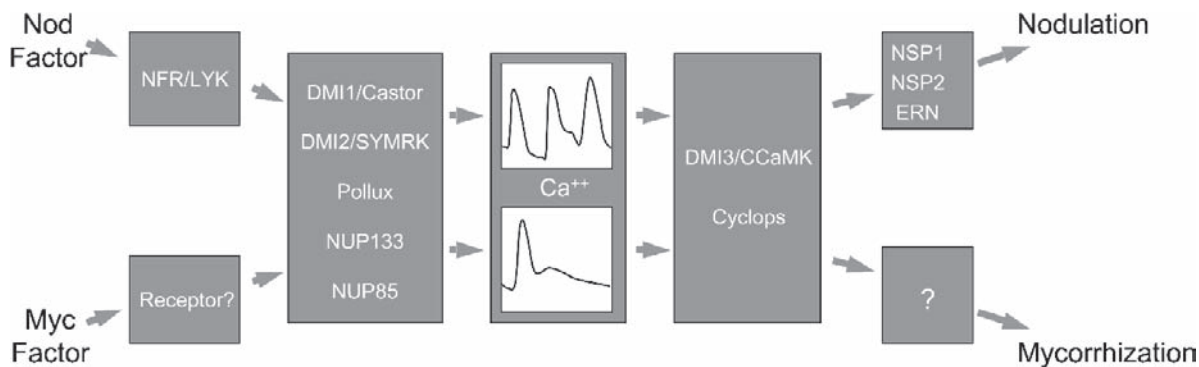 Nod
Factor
NFR/LYK
DMI1/Castor
DMI2/SYMRK
Pollux
NUP133
NUP85
Ca⁺⁺
DMI3/CCaMK
Cyclops
NSP1
NSP2
ERN
Nodulation
Myc
Factor
Receptor?
?
Mycorrhization